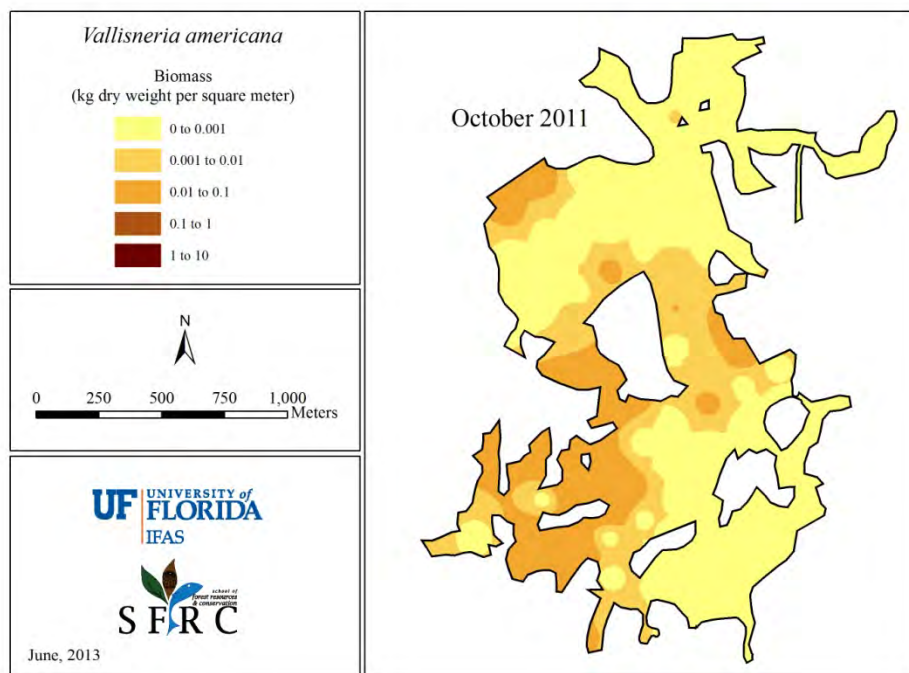 Vallisneria americana
Biomass
(kg dry weight per square meter)
0 to 0.001
0.001 to 0.01
0.01 to 0.1
0.1 to 1
1 to 10
N
0 250 500 750 1,000
Meters
UF UNIVERSITY of
FLORIDA
IFAS
school of
forest resources
& conservation
SFRC
June, 2013
October 2011